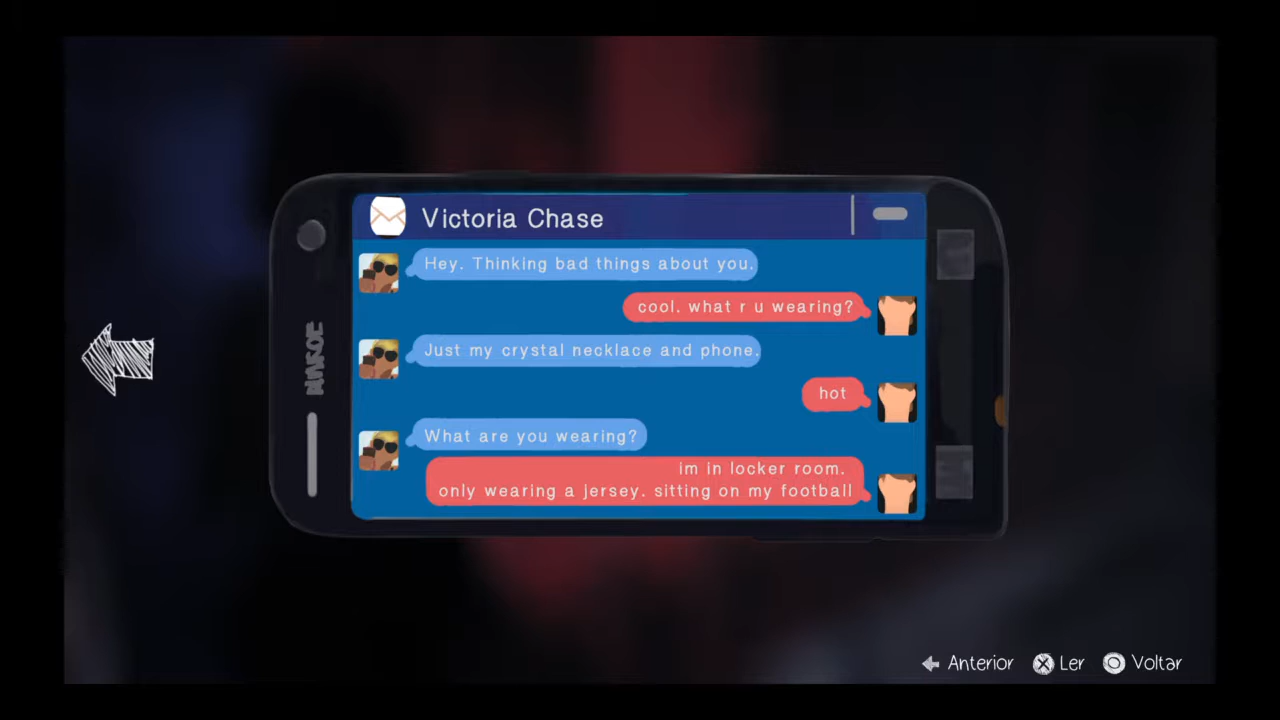 Victoria Chase
Hey. Thinking bad things about you.
cool. what r u wearing?
Just my crystal necklace and phone.
hot
What are you wearing?
im in locker room.
only wearing a jersey. sitting on my football
Anterior
Ler
Voltar